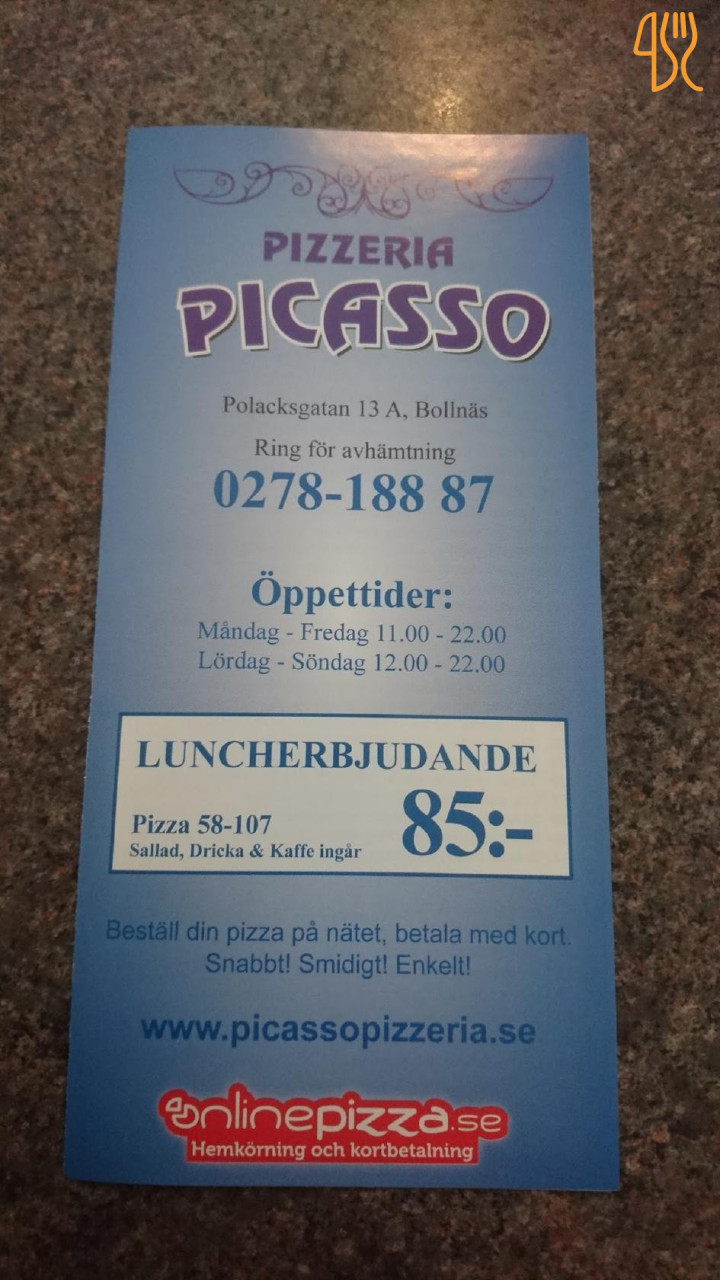 PIZZERIA
PICASSO
Polacksgatan 13 A, Bollnäs
Ring för avhämtning
0278-188 87
Öppettider:
Måndag - Fredag 11.00 - 22.00
Lördag - Söndag 12.00 - 22.00
LUNCHERBJUDANDE
Pizza 58-107
85:-
Sallad, Dricka & Kaffe ingår
Beställ din pizza på nätet, betala med kort.
Snabbt! Smidigt! Enkelt!
www.picassopizzeria.se
onlinepizza.se
Hemkörning och kortbetalning